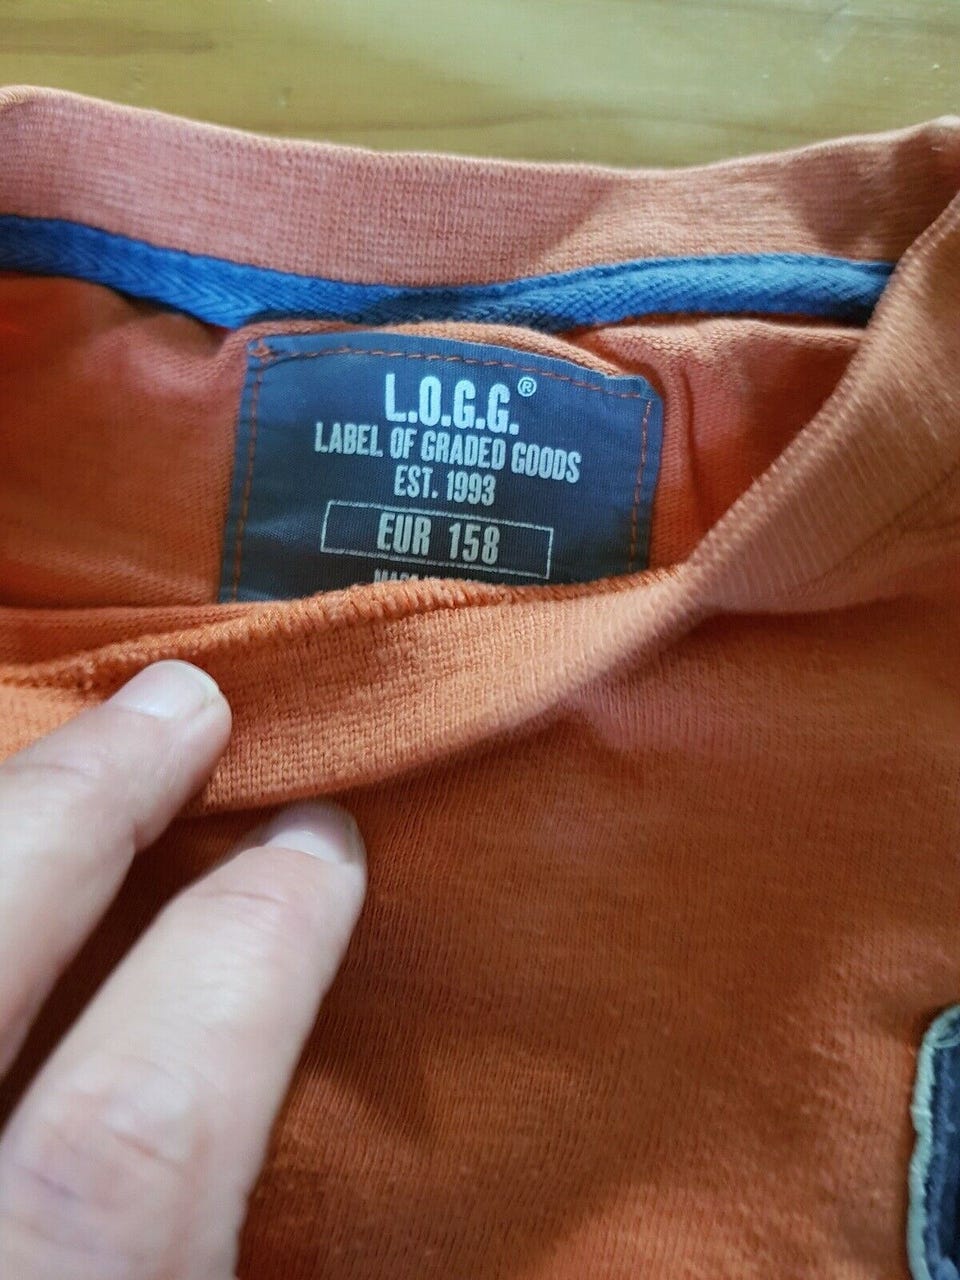 L.O.G.G.®
LABEL OF GRADED GOODS
EST. 1993
EUR 158